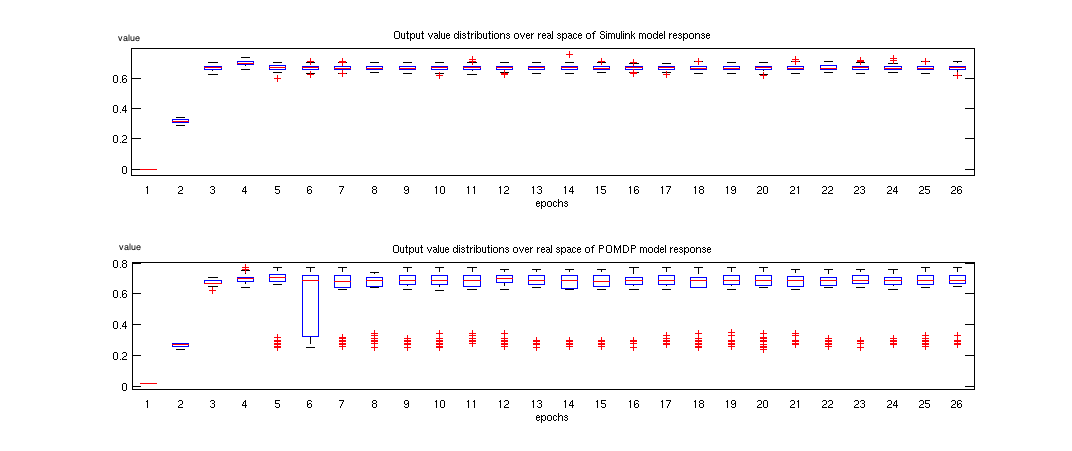 Output value distributions over real space of Simulink model response
value
0.6
0.4
0.2
0
1 2 3 4 5 6 7 8 9 10 11 12 13 14 15 16 17 18 19 20 21 22 23 24 25 26
epochs
Output value distributions over real space of POMDP model response
value
0.8
0.6
0.4
0.2
0
1 2 3 4 5 6 7 8 9 10 11 12 13 14 15 16 17 18 19 20 21 22 23 24 25 26
epochs